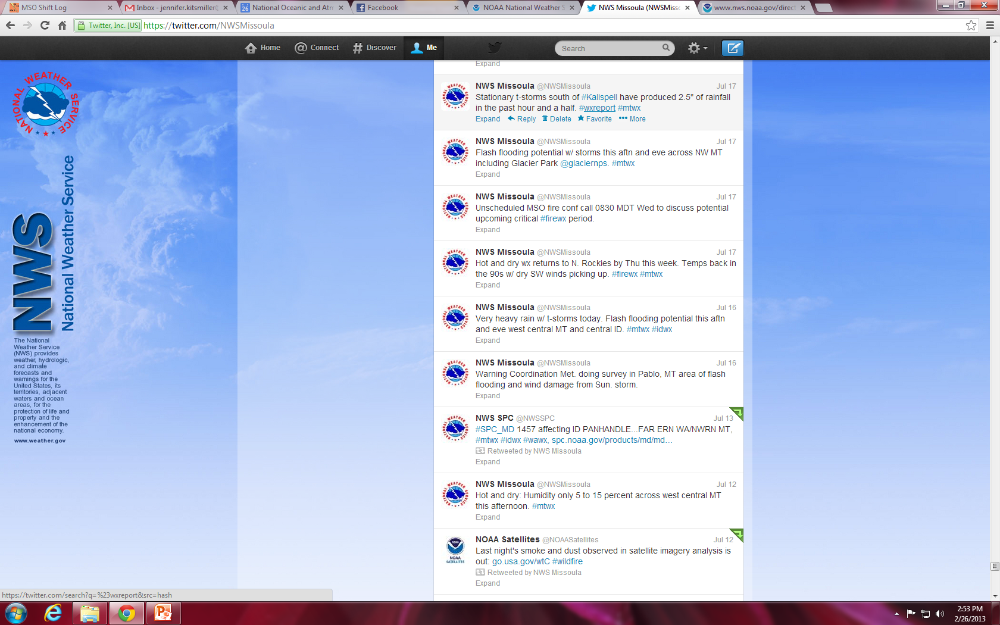 MSO Shift Log
Inbox - jennifer.kitsmiller@
National Oceanic and Atm
Facebook
NOAA National Weather S
NWS Missoula (NWSMiss
www.nws.noaa.gov/direct
Twitter, Inc. [US] https://twitter.com/NWSMissoula
Home
Connect
Discover
Me
Search
Expand
NWS Missoula @NWSMissoula Jul 17
Stationary t-storms south of #Kalispell have produced 2.5" of rainfall
in the past hour and a half. #wxreport #mtwx
Expand Reply Delete Favorite More
NWS Missoula @NWSMissoula Jul 17
Flash flooding potential w/ storms this aftn and eve across NW MT
including Glacier Park @glaciernps. #mtwx
Expand
NWS Missoula @NWSMissoula Jul 17
Unscheduled MSO fire conf call 0830 MDT Wed to discuss potential
upcoming critical #firewx period.
Expand
NWS Missoula @NWSMissoula Jul 17
Hot and dry wx returns to N. Rockies by Thu this week. Temps back in
the 90s w/ dry SW winds picking up. #firewx #mtwx
Expand
NWS Missoula @NWSMissoula Jul 16
Very heavy rain w/ t-storms today. Flash flooding potential this aftn
and eve west central MT and central ID. #mtwx #idwx
Expand
NWS Missoula @NWSMissoula Jul 16
Warning Coordination Met. doing survey in Pablo, MT area of flash
flooding and wind damage from Sun. storm.
Expand
NWS SPC @NWSSPC Jul 13
#SPC_MD 1457 affecting ID PANHANDLE...FAR ERN WA/NWRN MT,
#mtwx #idwx #wawx, spc.noaa.gov/products/md/md…
Retweeted by NWS Missoula
Expand
NWS Missoula @NWSMissoula Jul 12
Hot and dry: Humidity only 5 to 15 percent across west central MT
this afternoon. #mtwx
Expand
NOAA Satellites @NOAASatellites Jul 12
Last night's smoke and dust observed in satellite imagery analysis is
out: go.usa.gov/wtC #wildfire
Retweeted by NWS Missoula
Expand
NOAA
SATELLITES
NATIONAL WEATHER SERVICE
NWS
National Weather Service
The National
Weather Service
(NWS) provides
weather, hydrologic,
and climate
forecasts and
warnings for the
United States, its
territories, adjacent
waters and ocean
areas, for the
protection of life and
property and the
enhancement of the
national economy.
www.weather.gov
https://twitter.com/search?q=%23wxreport&src=hash
2:53 PM
2/26/2013